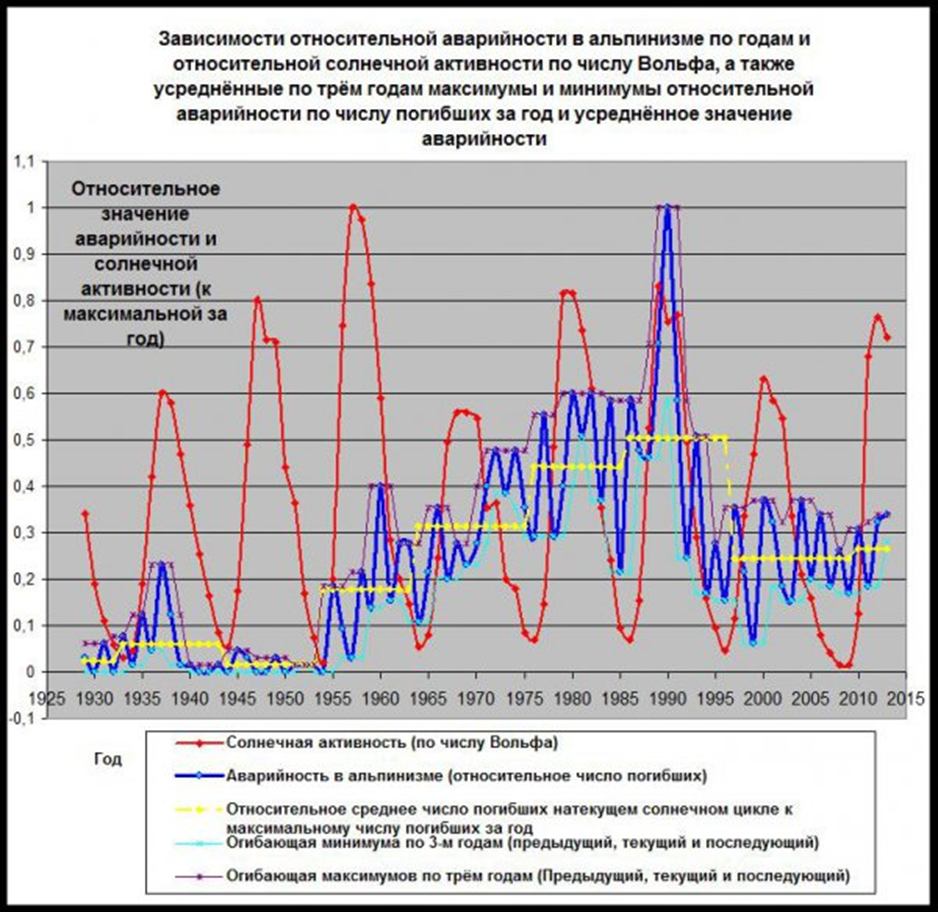 Зависимости относительной аварийности в альпинизме по годам и
относительной солнечной активности по числу Вольфа, а также
усреднённые по трём годам максимумы и минимумы относительной
аварийности по числу погибших за год и усреднённое значение
аварийности
1,1
1
0,9
0,8
0,7
0,6
0,5
0,4
0,3
0,2
0,1
0
-0,1
Относительное
значение
аварийности и
солнечной
активности (к
максимальной за
год)
1925 1930 1935 1940 1945 1950 1955 1960 1965 1970 1975 1980 1985 1990 1995 2000 2005 2010 2015
Год
Солнечная активность (по числу Вольфа)
Аварийность в альпинизме (относительное число погибших)
Относительное среднее число погибших натекущем солнечном цикле к
максимальному числу погибших за год
Огибающая минимума по 3-м годам (предыдущий, текущий и последующий)
Огибающая максимумов по трём годам (Предыдущий, текущий и последующий)